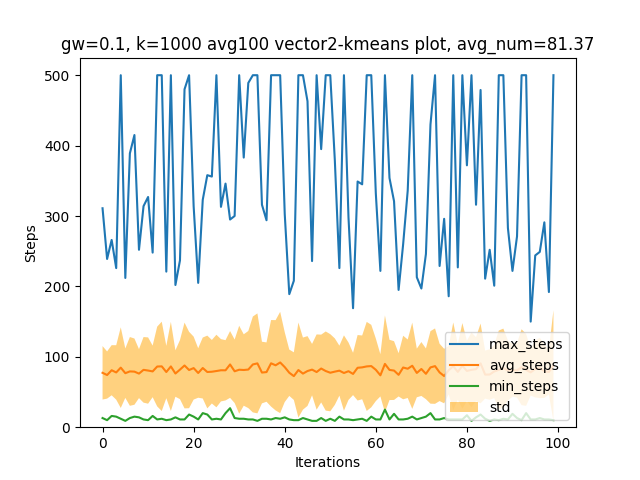 gw=0.1, k=1000 avg100 vector2-kmeans plot, avg_num=81.37
500
400
300
200
100
0
Steps
max_steps
avg_steps
min_steps
std
0 20 40 60 80 100
Iterations